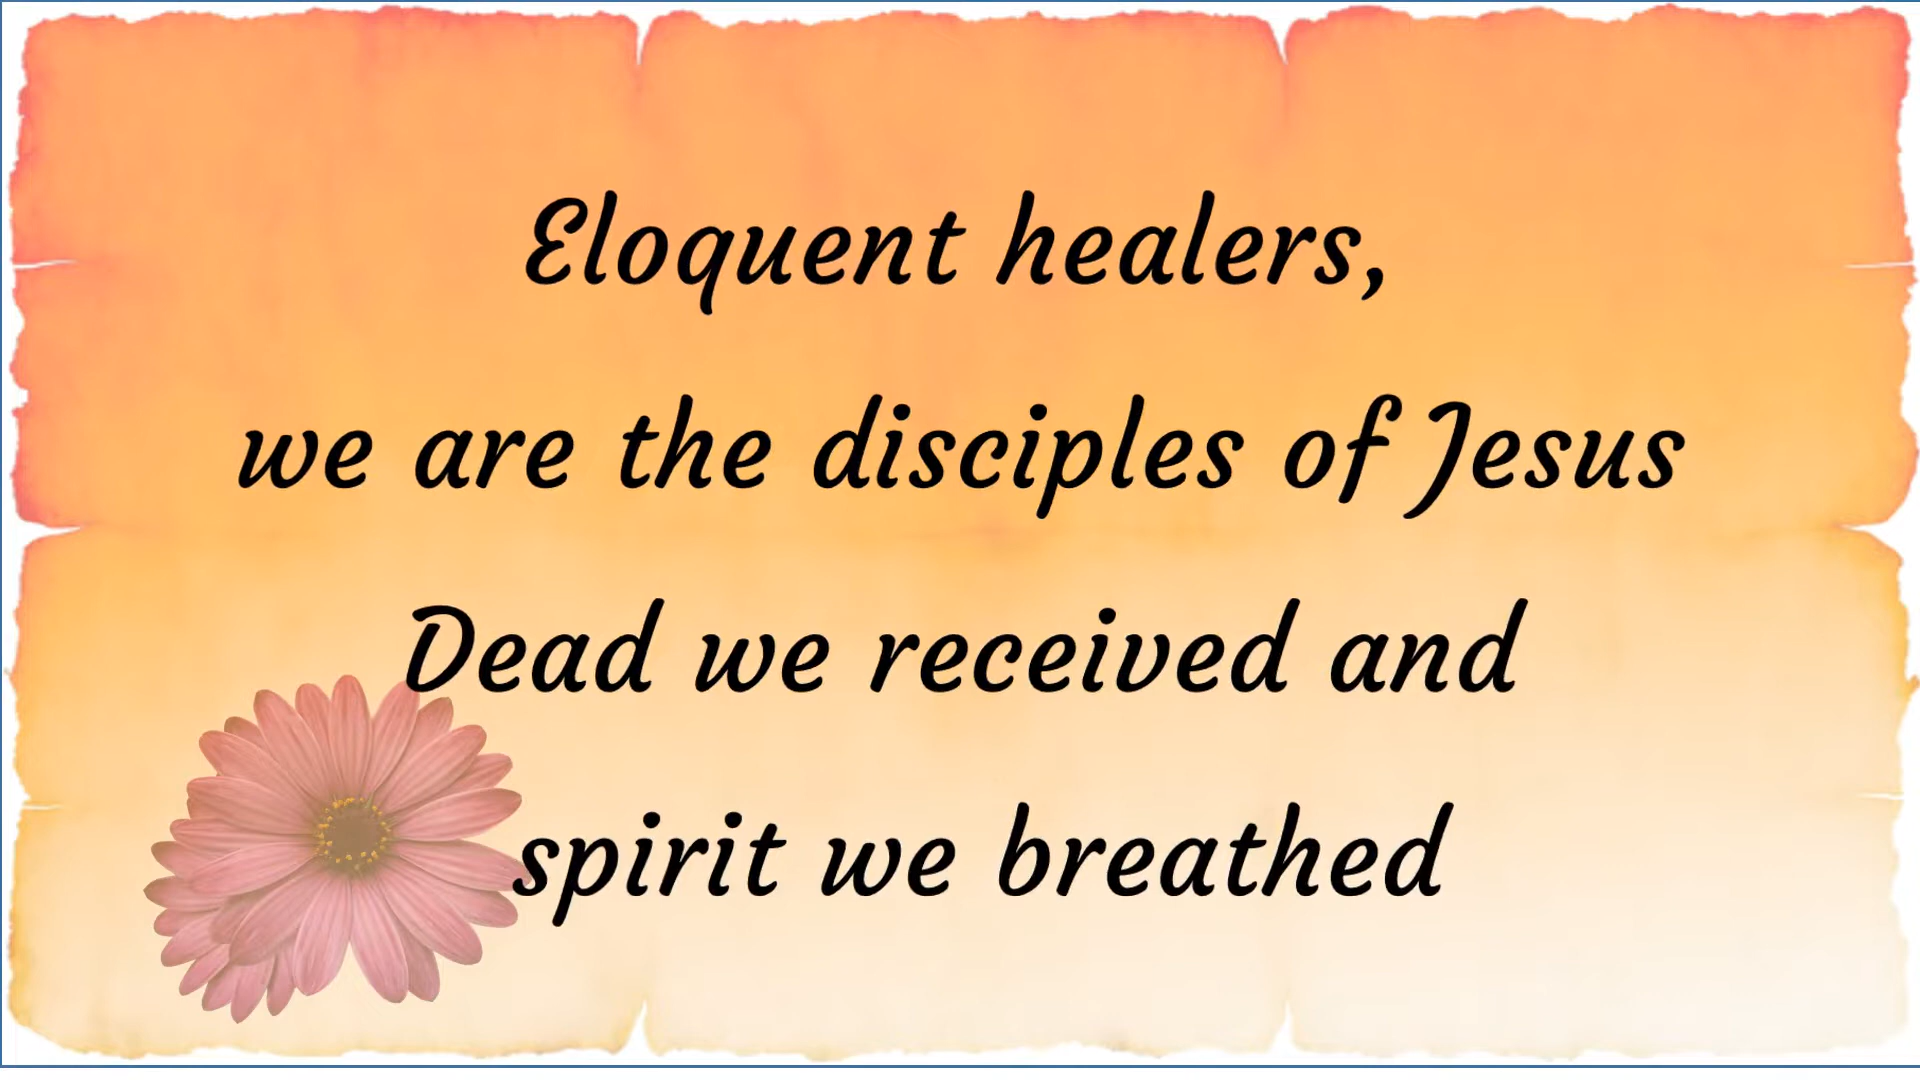 Eloquent healers,
we are the disciples of Jesus
Dead we received and
spirit we breathed